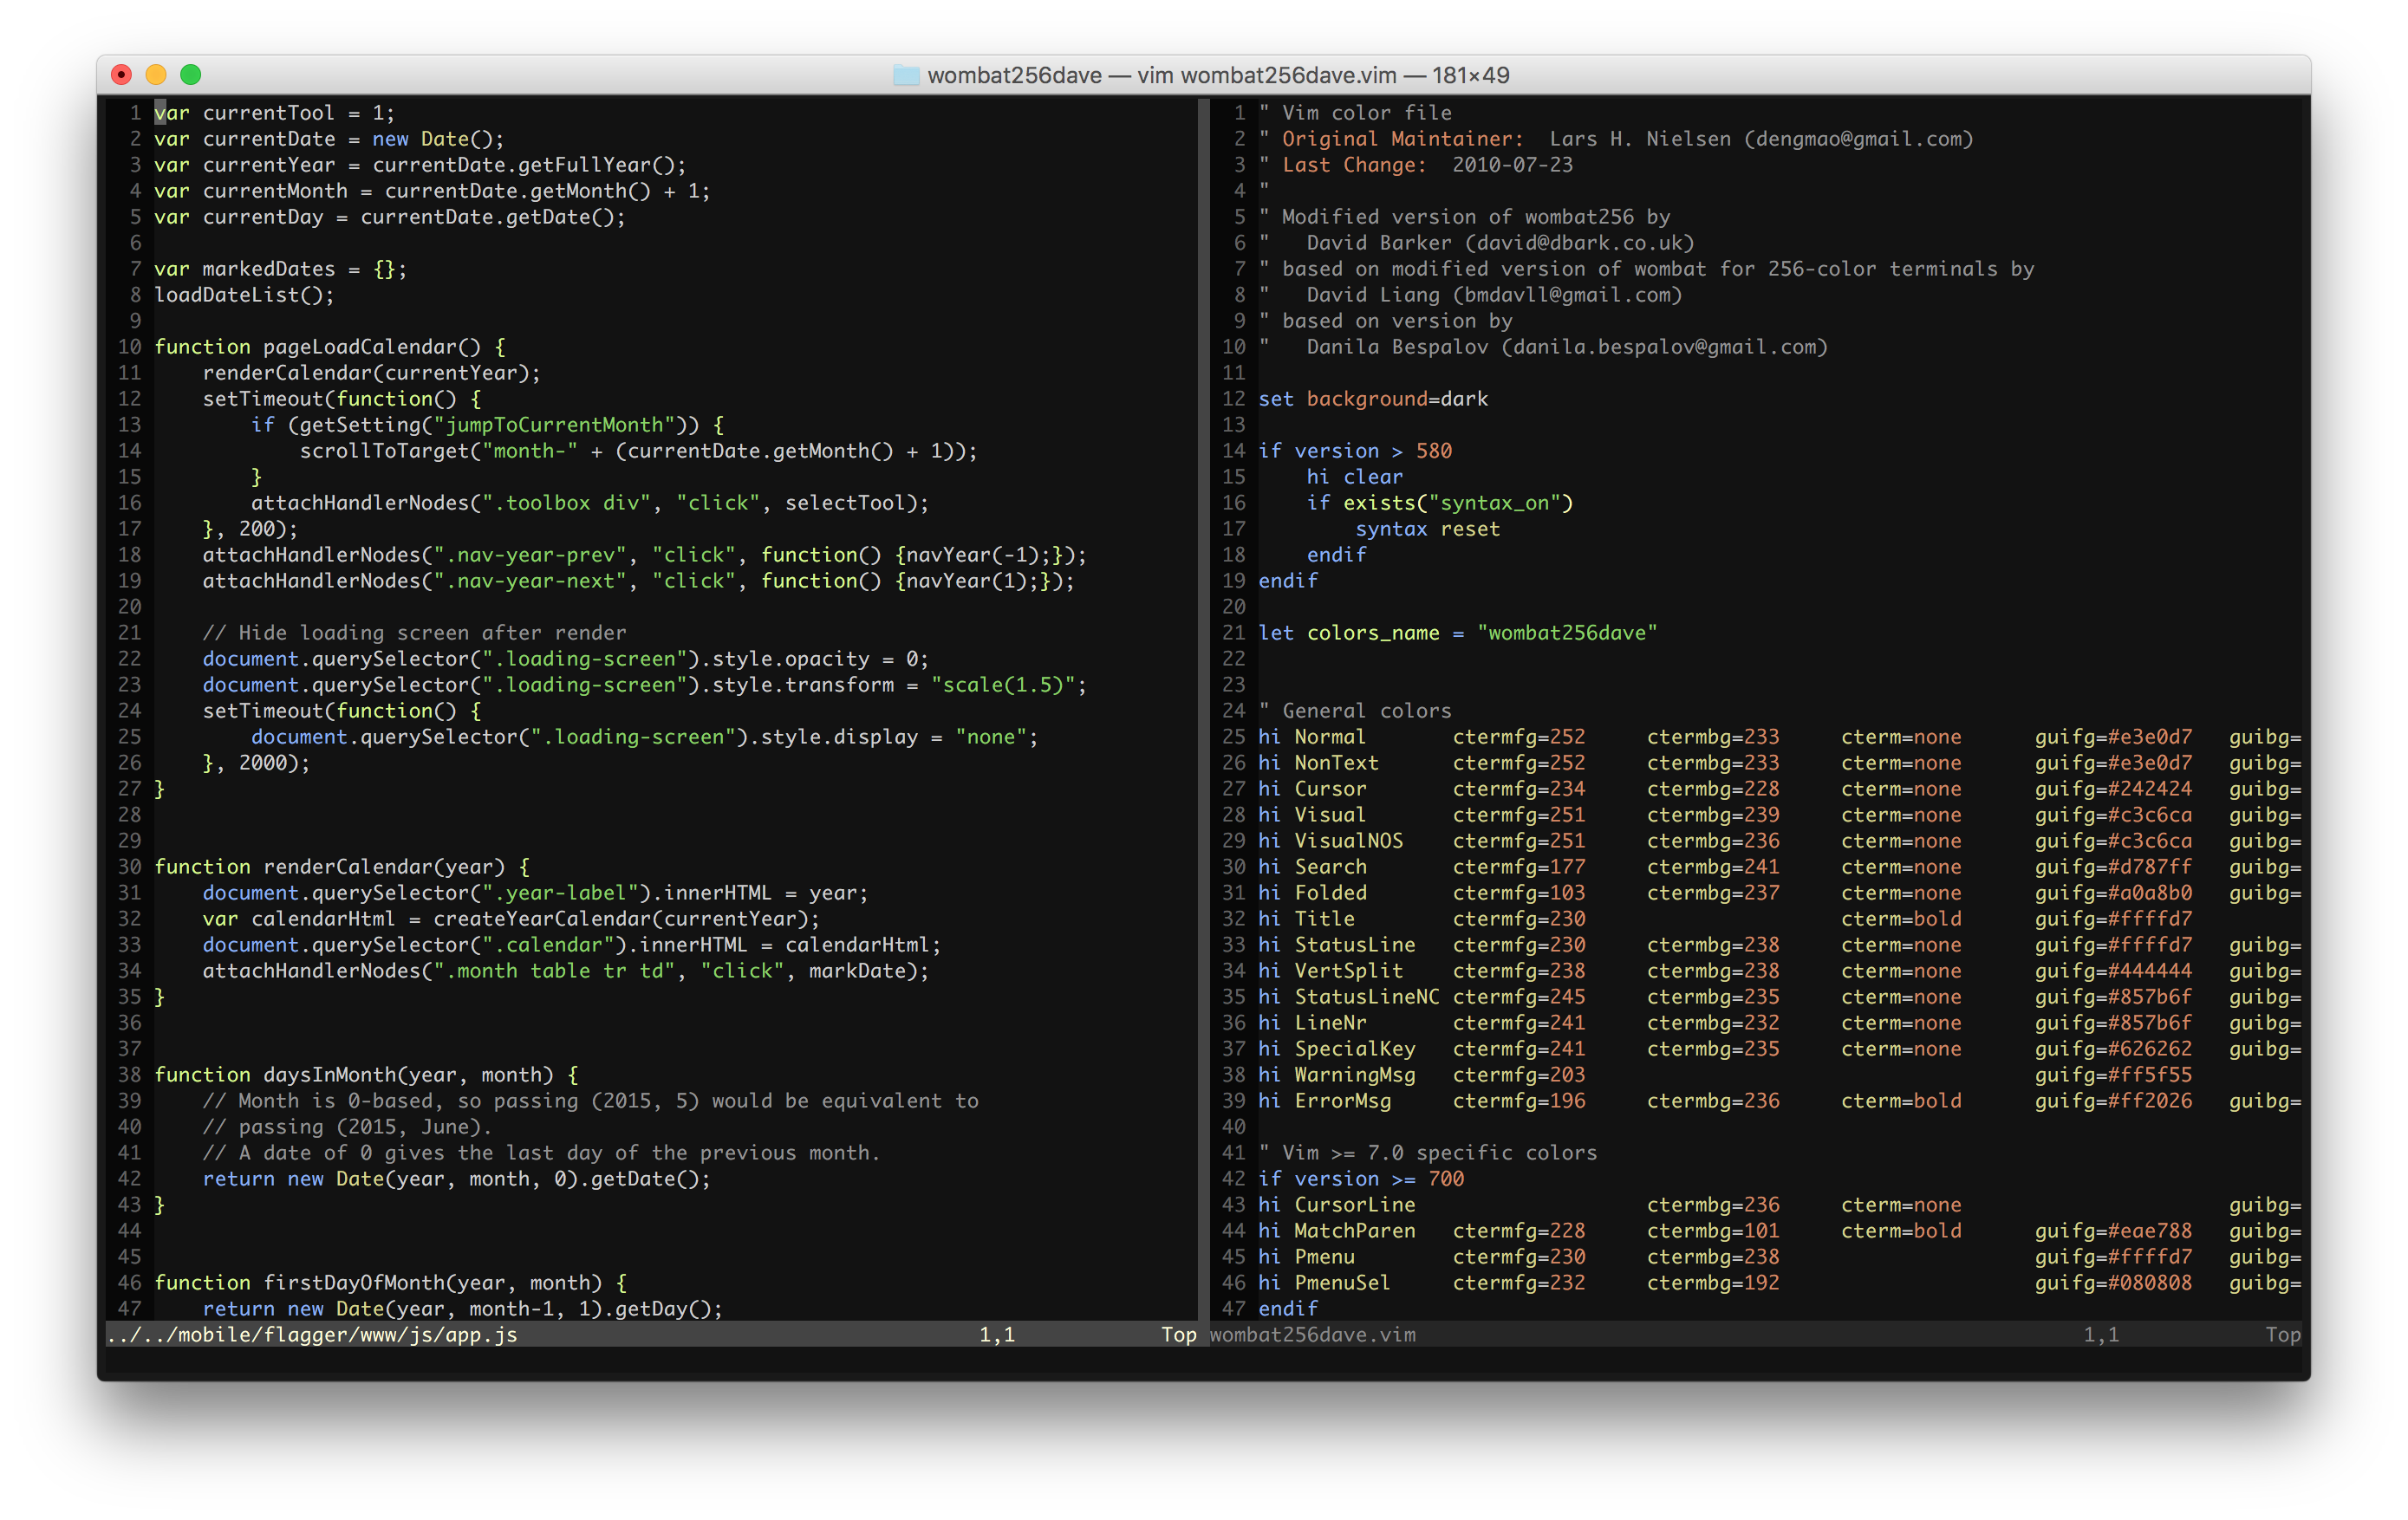 wombat256dave — vim wombat256dave.vim — 181×49
1 var currentTool = 1;
2 var currentDate = new Date();
3 var currentYear = currentDate.getFullYear();
4 var currentMonth = currentDate.getMonth() + 1;
5 var currentDay = currentDate.getDate();
6
7 var markedDates = {};
8 loadDateList();
9
10 function pageLoadCalendar() {
11     renderCalendar(currentYear);
12     setTimeout(function() {
13         if (getSetting("jumpToCurrentMonth")) {
14             scrollToTarget("month-" + (currentDate.getMonth() + 1));
15         }
16         attachHandlerNodes(".toolbox div", "click", selectTool);
17     }, 200);
18     attachHandlerNodes(".nav-year-prev", "click", function() {navYear(-1);});
19     attachHandlerNodes(".nav-year-next", "click", function() {navYear(1);});
20
21     // Hide loading screen after render
22     document.querySelector(".loading-screen").style.opacity = 0;
23     document.querySelector(".loading-screen").style.transform = "scale(1.5)";
24     setTimeout(function() {
25         document.querySelector(".loading-screen").style.display = "none";
26     }, 2000);
27 }
28
29
30 function renderCalendar(year) {
31     document.querySelector(".year-label").innerHTML = year;
32     var calendarHtml = createYearCalendar(currentYear);
33     document.querySelector(".calendar").innerHTML = calendarHtml;
34     attachHandlerNodes(".month table tr td", "click", markDate);
35 }
36
37
38 function daysInMonth(year, month) {
39     // Month is 0-based, so passing (2015, 5) would be equivalent to
40     // passing (2015, June).
41     // A date of 0 gives the last day of the previous month.
42     return new Date(year, month, 0).getDate();
43 }
44
45
46 function firstDayOfMonth(year, month) {
47     return new Date(year, month-1, 1).getDay();
../../mobile/flagger/www/js/app.js 1,1 Top
1 " Vim color file
2 " Original Maintainer:  Lars H. Nielsen (dengmao@gmail.com)
3 " Last Change:  2010-07-23
4 "
5 " Modified version of wombat256 by
6 "   David Barker (david@dbark.co.uk)
7 " based on modified version of wombat for 256-color terminals by
8 "   David Liang (bmdavll@gmail.com)
9 " based on version by
10 "   Danila Bespalov (danila.bespalov@gmail.com)
11
12 set background=dark
13
14 if version > 580
15     hi clear
16     if exists("syntax_on")
17         syntax reset
18     endif
19 endif
20
21 let colors_name = "wombat256dave"
22
23
24 " General colors
25 hi Normal       ctermfg=252     ctermbg=233     cterm=none      guifg=#e3e0d7   guibg=
26 hi NonText      ctermfg=252     ctermbg=233     cterm=none      guifg=#e3e0d7   guibg=
27 hi Cursor       ctermfg=234     ctermbg=228     cterm=none      guifg=#242424   guibg=
28 hi Visual       ctermfg=251     ctermbg=239     cterm=none      guifg=#c3c6ca   guibg=
29 hi VisualNOS    ctermfg=251     ctermbg=236     cterm=none      guifg=#c3c6ca   guibg=
30 hi Search       ctermfg=177     ctermbg=241     cterm=none      guifg=#d787ff   guibg=
31 hi Folded       ctermfg=103     ctermbg=237     cterm=none      guifg=#a0a8b0   guibg=
32 hi Title        ctermfg=230                     cterm=bold      guifg=#ffffd7
33 hi StatusLine   ctermfg=230     ctermbg=238     cterm=none      guifg=#ffffd7   guibg=
34 hi VertSplit    ctermfg=238     ctermbg=238     cterm=none      guifg=#444444   guibg=
35 hi StatusLineNC ctermfg=245     ctermbg=235     cterm=none      guifg=#857b6f   guibg=
36 hi LineNr       ctermfg=241     ctermbg=232     cterm=none      guifg=#857b6f   guibg=
37 hi SpecialKey   ctermfg=241     ctermbg=235     cterm=none      guifg=#626262   guibg=
38 hi WarningMsg   ctermfg=203                                     guifg=#ff5f55
39 hi ErrorMsg     ctermfg=196     ctermbg=236     cterm=bold      guifg=#ff2026   guibg=
40
41 " Vim >= 7.0 specific colors
42 if version >= 700
43 hi CursorLine                   ctermbg=236     cterm=none                      guibg=
44 hi MatchParen   ctermfg=228     ctermbg=101     cterm=bold      guifg=#eae788   guibg=
45 hi Pmenu        ctermfg=230     ctermbg=238                     guifg=#ffffd7   guibg=
46 hi PmenuSel     ctermfg=232     ctermbg=192                     guifg=#080808   guibg=
47 endif
wombat256dave.vim 1,1 Top